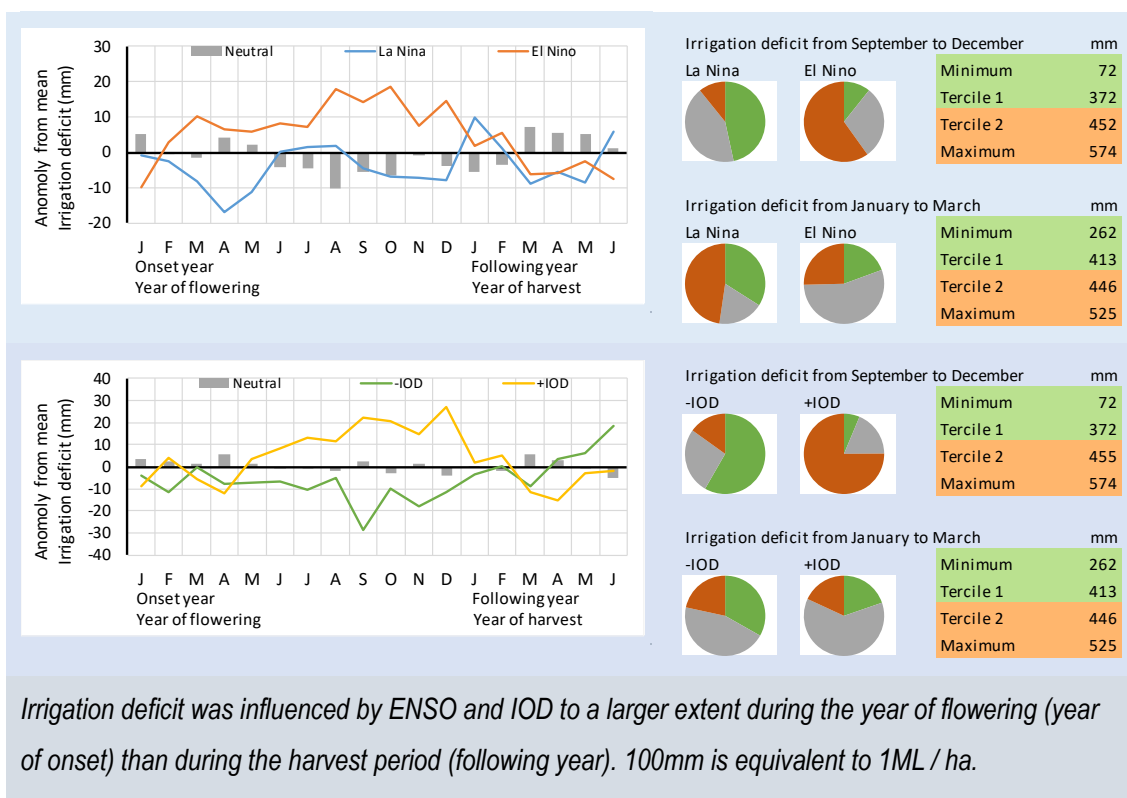 Anomoly from mean
Irrigation deficit (mm)
30
20
10
0
-10
-20
Neutral La Nina El Nino
J F M A M J J A S O N D J F M A M J
Onset year Following year
Year of flowering Year of harvest
Irrigation deficit from September to December mm
La Nina El Nino
Minimum 72
Tercile 1 372
Tercile 2 452
Maximum 574
Irrigation deficit from January to March mm
La Nina El Nino
Minimum 262
Tercile 1 413
Tercile 2 446
Maximum 525
Anomoly from mean
Irrigation deficit (mm)
40
30
20
10
0
-10
-20
-30
-40
Neutral -IOD +IOD
J F M A M J J A S O N D J F M A M J
Onset year Following year
Year of flowering Year of harvest
Irrigation deficit from September to December mm
-IOD +IOD
Minimum 72
Tercile 1 372
Tercile 2 455
Maximum 574
Irrigation deficit from January to March mm
-IOD +IOD
Minimum 262
Tercile 1 413
Tercile 2 446
Maximum 525
Irrigation deficit was influenced by ENSO and IOD to a larger extent during the year of flowering (year
of onset) than during the harvest period (following year). 100mm is equivalent to 1ML / ha.